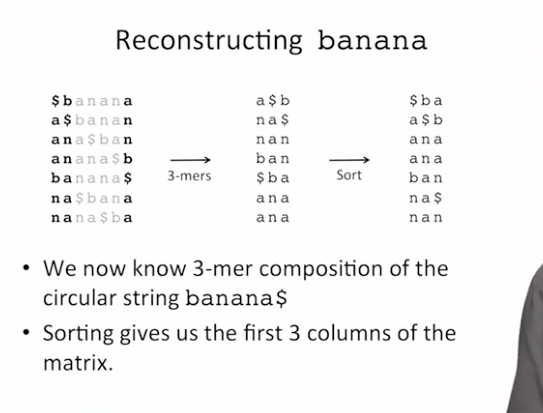 Reconstructing banana
$banana a$b $ba
a$banan na$ a$b
ana$ban nan ana
anana$b ban ana
banana$ 3-mers $ba Sort ban
na$bana ana na$
nana$ba ana nan
• We now know 3-mer composition of the
circular string banana$
• Sorting gives us the first 3 columns of the
matrix.